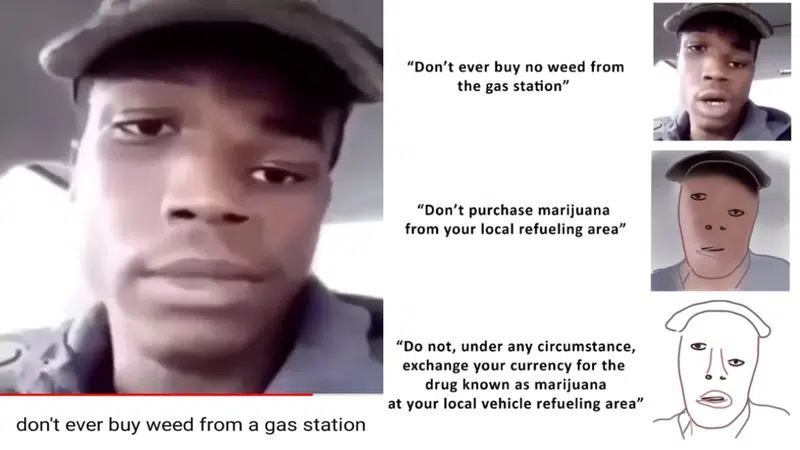 don't ever buy weed from a gas station
“Don’t ever buy no weed from
the gas station”
“Don’t purchase marijuana
from your local refueling area”
“Do not, under any circumstance,
exchange your currency for the
drug known as marijuana
at your local vehicle refueling area”